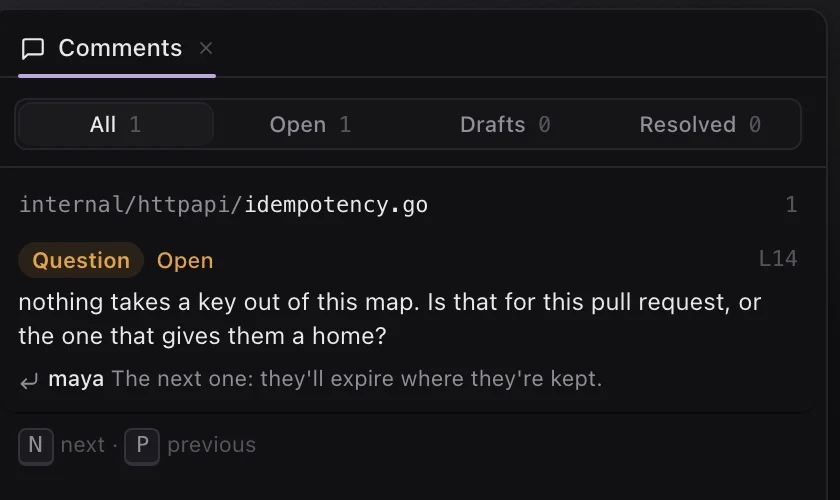 Comments
All 1 Open 1 Drafts 0 Resolved 0
internal/httpapi/idempotency.go 1
Question Open L14
nothing takes a key out of this map. Is that for this pull request, or
the one that gives them a home?
maya The next one: they'll expire where they're kept.
N next · P previous